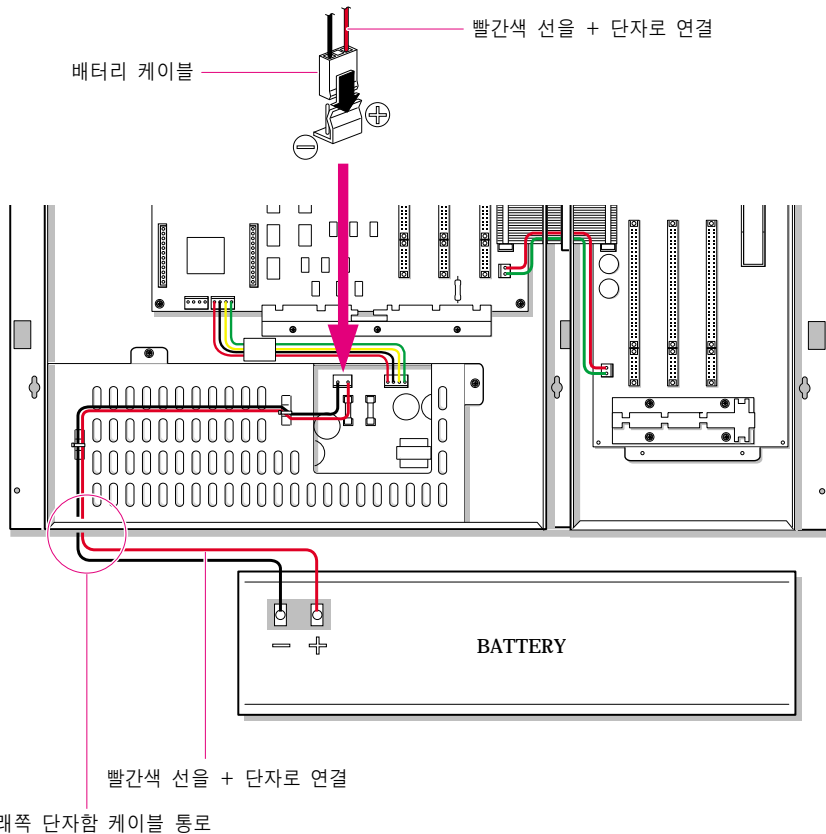 빨간색 선을 + 단자로 연결
배터리 케이블
BATTERY
빨간색 선을 + 단자로 연결
래쪽 단자함 케이블 통로